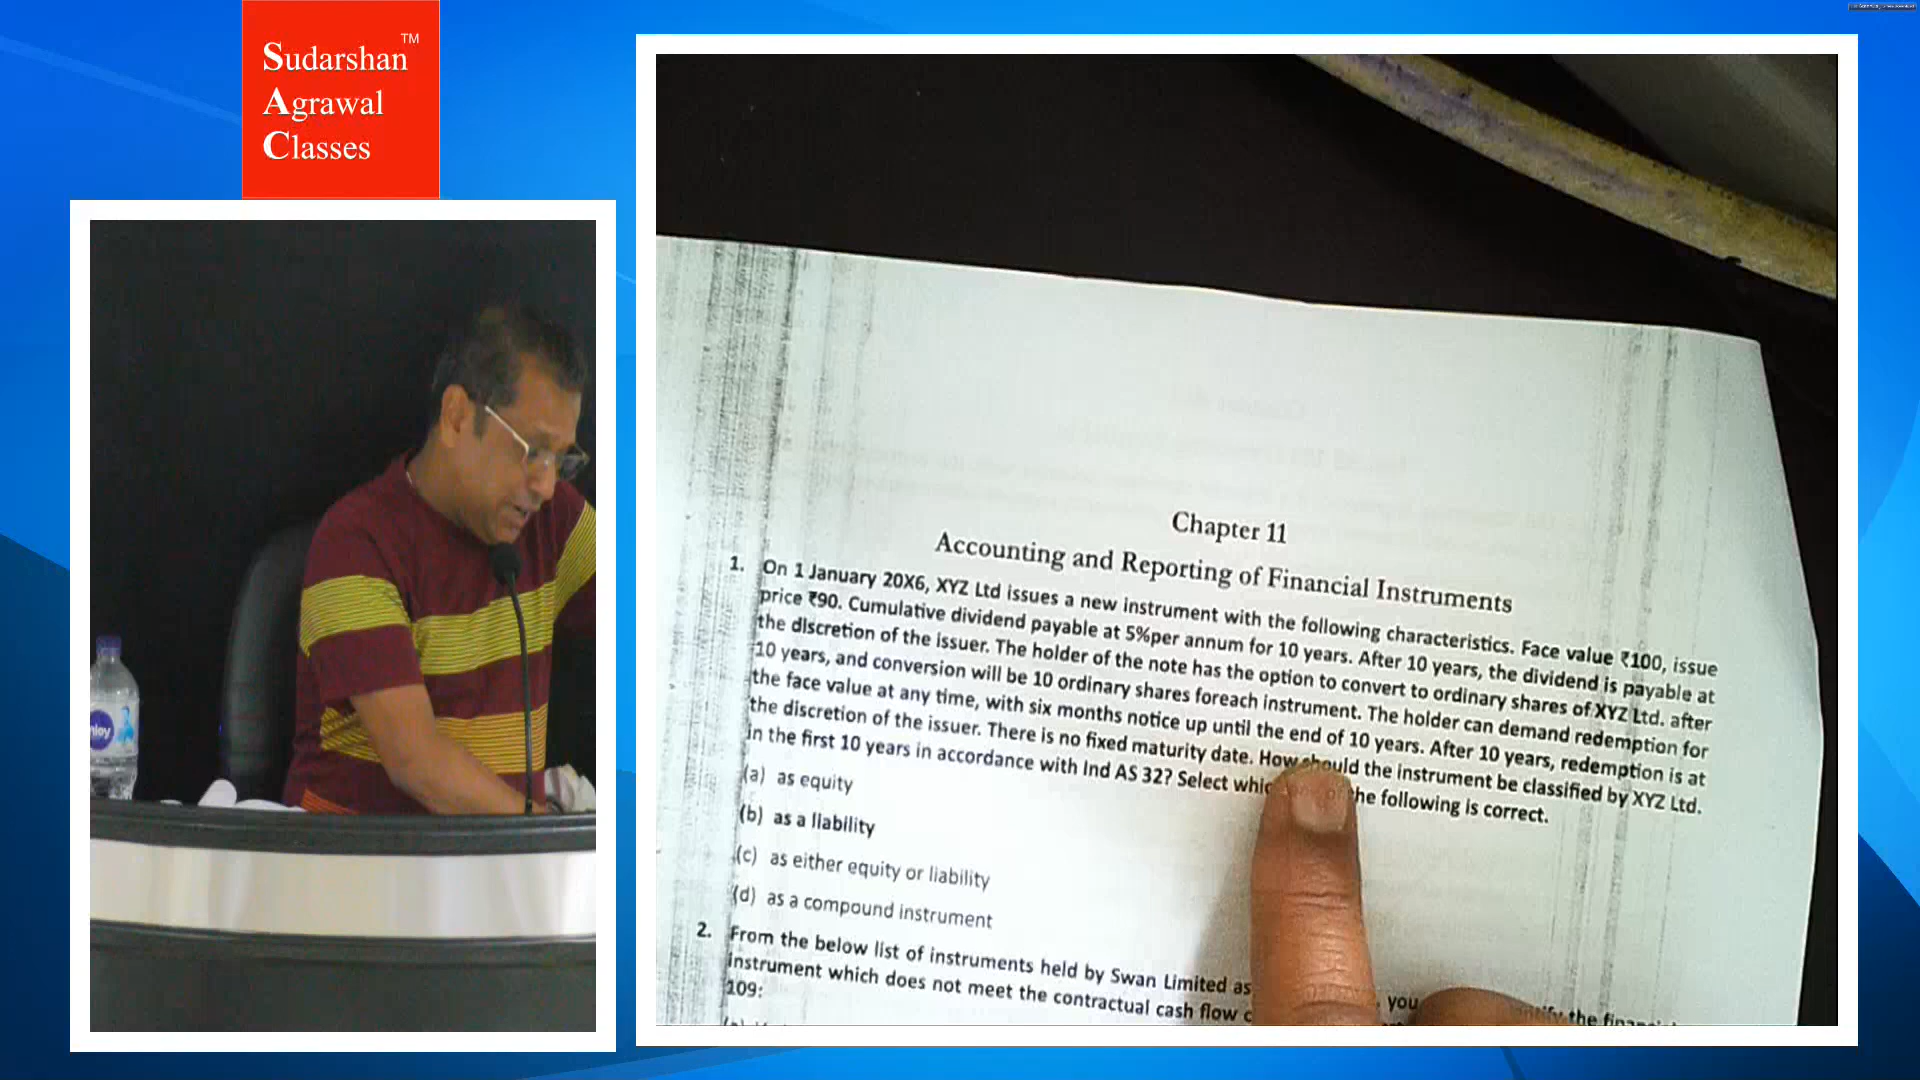 Sudarshan TM
Agrawal
Classes
Chapter 11
Accounting and Reporting of Financial Instruments
1. On 1 January 20X6, XYZ Ltd issues a new instrument with the following characteristics. Face value ₹100, issue
price ₹90. Cumulative dividend payable at 5%per annum for 10 years. After 10 years, the dividend is payable at
the discretion of the issuer. The holder of the note has the option to convert to ordinary shares of XYZ Ltd. after
10 years, and conversion will be 10 ordinary shares foreach instrument. The holder can demand redemption for
the face value at any time, with six months notice up until the end of 10 years. After 10 years, redemption is at
the discretion of the issuer. There is no fixed maturity date. How should the instrument be classified by XYZ Ltd.
in the first 10 years in accordance with Ind AS 32? Select the following is correct.
(a) as equity
(b) as a liability
(c) as either equity or liability
(d) as a compound instrument
2. From the below list of instruments held by Swan Limited as you the
instrument which does not meet the contractual cash flow
109: